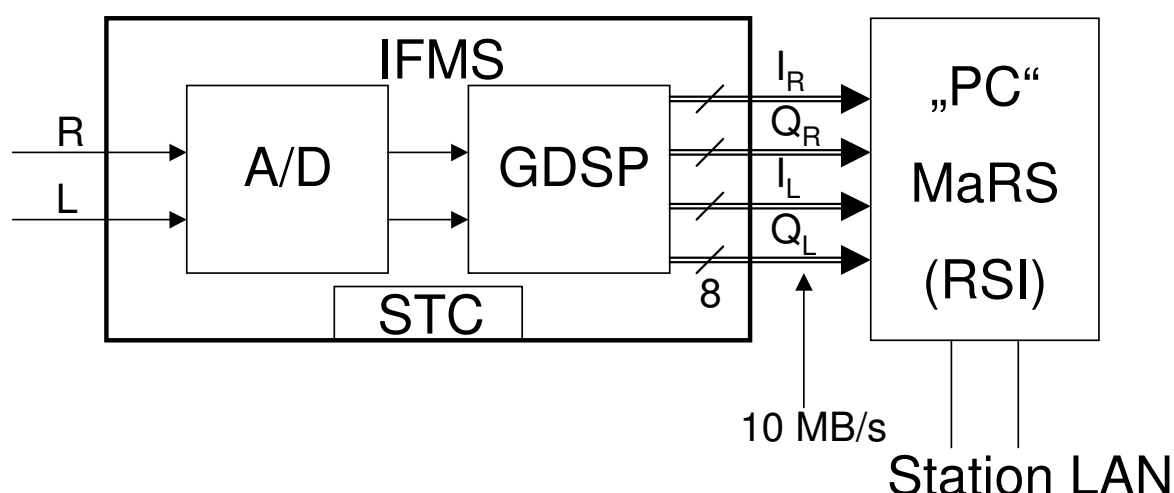 IFMS
R
L
A/D
GDSP
STC
I_R
Q_R
I_L
Q_L
8
10 MB/s
„PC“
MaRS
(RSI)
Station LAN